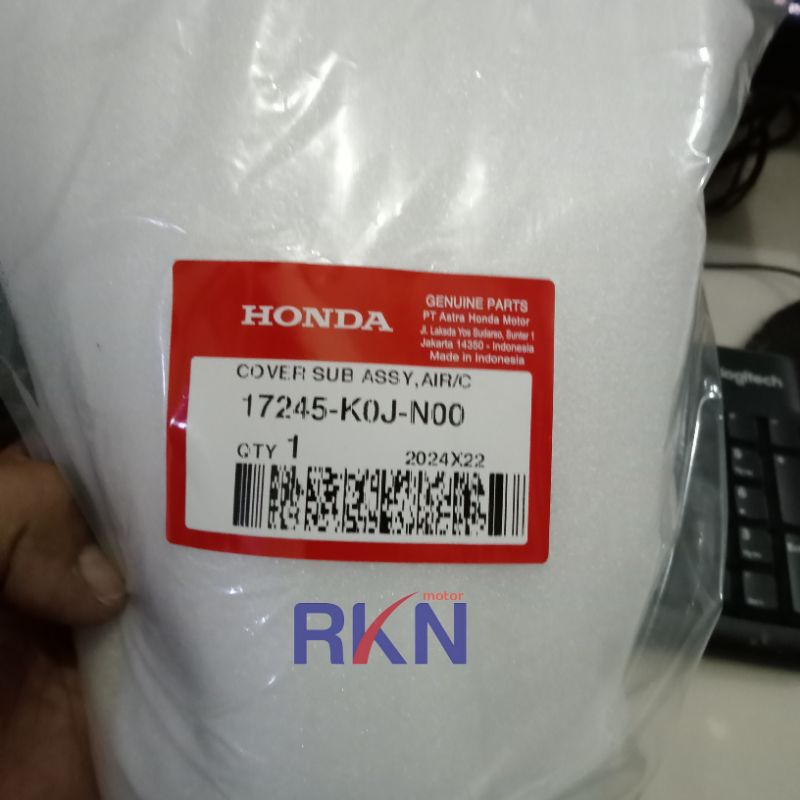 HONDA
GENUINE PARTS
PT Astra Honda Motor
Jl. Laksda Yos Sudarso, Sunter 1
Jakarta 14350 - Indonesia
Made in Indonesia
COVER SUB ASSY,AIR/C
17245-K0J-N00
QTY 1
2024X22
motor
RKN
logitech